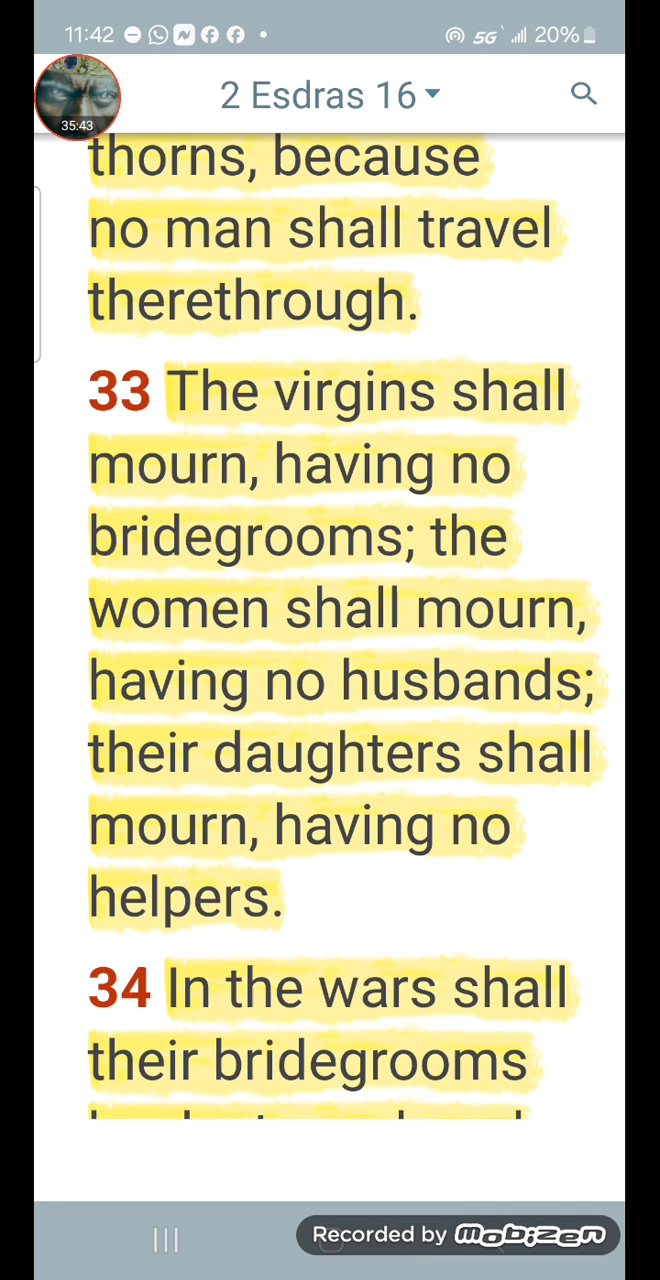 11:42
5G 20%
35:43
2 Esdras 16
thorns, because
no man shall travel
therethrough.
33 The virgins shall
mourn, having no
bridegrooms; the
women shall mourn,
having no husbands;
their daughters shall
mourn, having no
helpers.
34 In the wars shall
their bridegrooms
Recorded by Mobizen